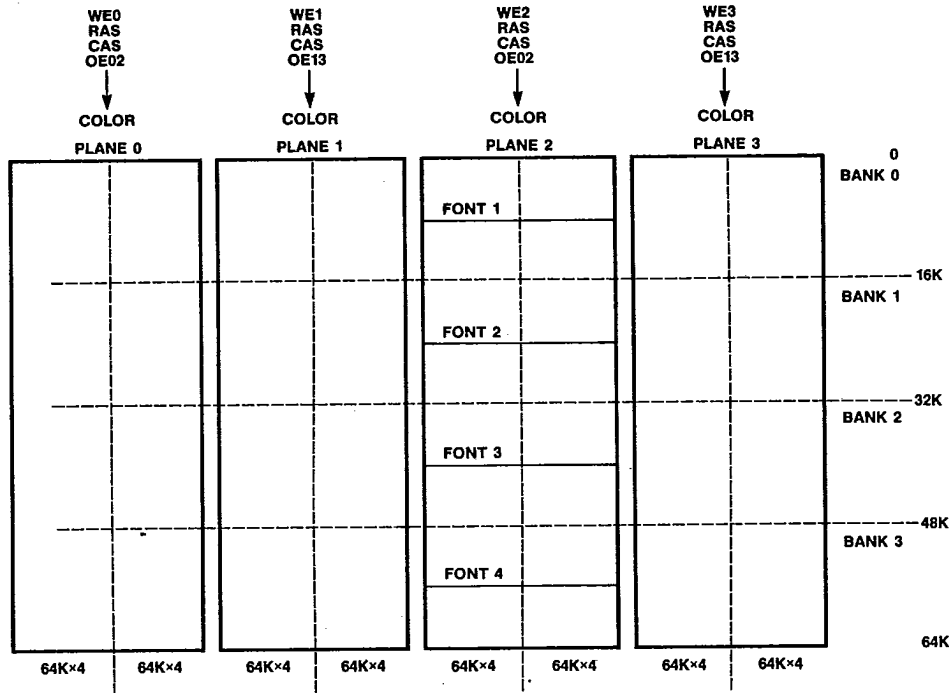 WE0 WE1 WE2 WE3
RAS RAS RAS RAS
CAS CAS CAS CAS
OE02 OE13 OE02 OE13
COLOR COLOR COLOR COLOR
PLANE 0 PLANE 1 PLANE 2 PLANE 3
0
BANK 0
FONT 1
16K
BANK 1
FONT 2
32K
BANK 2
FONT 3
48K
BANK 3
FONT 4
64K
64K×4 64K×4 64K×4 64K×4 64K×4 64K×4 64K×4 64K×4